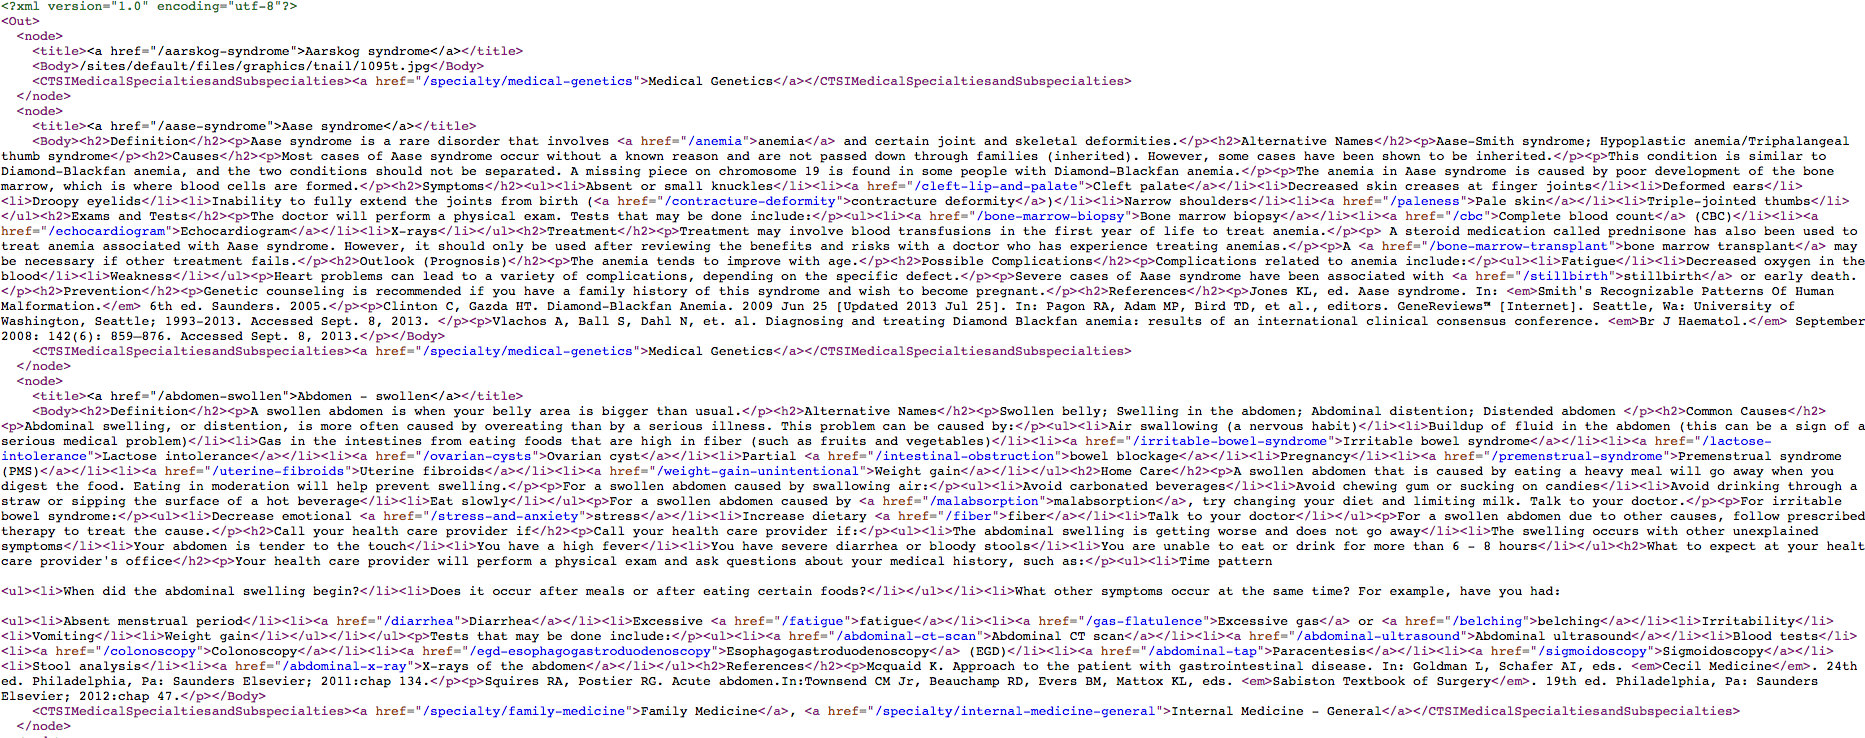 <?xml version="1.0" encoding="utf-8"?>
<Out>
<node>
<title><a href="/aarskog-syndrome">Aarskog syndrome</a></title>
<Body>/sites/default/files/graphics/tnail/1095t.jpg</Body>
<CTSIMedicalSpecialtiesandSubspecialties><a href="/specialty/medical-genetics">Medical Genetics</a></CTSIMedicalSpecialtiesandSubspecialties>
</node>
<node>
<title><a href="/aase-syndrome">Aase syndrome</a></title>
<Body><h2>Definition</h2><p>Aase syndrome is a rare disorder that involves <a href="/anemia">anemia</a> and certain joint and skeletal deformities.</p><h2>Alternative Names</h2><p>Aase-Smith syndrome; Hypoplastic anemia/Triphalangeal
thumb syndrome</p><h2>Causes</h2><p>Most cases of Aase syndrome occur without a known reason and are not passed down through families (inherited). However, some cases have been shown to be inherited.</p><p>This condition is similar to
Diamond-Blackfan anemia, and the two conditions should not be separated. A missing piece on chromosome 19 is found in some people with Diamond-Blackfan anemia.</p><p>The anemia in Aase syndrome is caused by poor development of the bone
marrow, which is where blood cells are formed.</p><h2>Symptoms</h2><ul><li>Absent or small knuckles</li><li><a href="/cleft-lip-and-palate">Cleft palate</a></li><li>Decreased skin creases at finger joints</li><li>Deformed ears</li>
<li>Droopy eyelids</li><li>Inability to fully extend the joints from birth (<a href="/contracture-deformity">contracture deformity</a>)</li><li>Narrow shoulders</li><li><a href="/paleness">Pale skin</a></li><li>Triple-jointed thumbs</li>
</ul><h2>Exams and Tests</h2><p>The doctor will perform a physical exam. Tests that may be done include:</p><ul><li><a href="/bone-marrow-biopsy">Bone marrow biopsy</a></li><li><a href="/cbc">Complete blood count</a> (CBC)</li><li><a
href="/echocardiogram">Echocardiogram</a></li><li>X-rays</li></ul><h2>Treatment</h2><p>Treatment may involve blood transfusions in the first year of life to treat anemia.</p><p> A steroid medication called prednisone has also been used to
treat anemia associated with Aase syndrome. However, it should only be used after reviewing the benefits and risks with a doctor who has experience treating anemias.</p><p>A <a href="/bone-marrow-transplant">bone marrow transplant</a> may
be necessary if other treatment fails.</p><h2>Outlook (Prognosis)</h2><p>The anemia tends to improve with age.</p><h2>Possible Complications</h2><p>Complications related to anemia include:</p><ul><li>Fatigue</li><li>Decreased oxygen in the
blood</li><li>Weakness</li></ul><p>Heart problems can lead to a variety of complications, depending on the specific defect.</p><p>Severe cases of Aase syndrome have been associated with <a href="/stillbirth">stillbirth</a> or early death.
</p><h2>Prevention</h2><p>Genetic counseling is recommended if you have a family history of this syndrome and wish to become pregnant.</p><h2>References</h2><p>Jones KL, ed. Aase syndrome. In: <em>Smith's Recognizable Patterns Of Human
Malformation.</em> 6th ed. Saunders. 2005.</p><p>Clinton C, Gazda HT. Diamond-Blackfan Anemia. 2009 Jun 25 [Updated 2013 Jul 25]. In: Pagon RA, Adam MP, Bird TD, et al., editors. GeneReviews™ [Internet]. Seattle, Wa: University of
Washington, Seattle; 1993-2013. Accessed Sept. 8, 2013. </p><p>Vlachos A, Ball S, Dahl N, et. al. Diagnosing and treating Diamond Blackfan anemia: results of an international clinical consensus conference. <em>Br J Haematol.</em> September
2008: 142(6): 859–876. Accessed Sept. 8, 2013.</p></Body>
<CTSIMedicalSpecialtiesandSubspecialties><a href="/specialty/medical-genetics">Medical Genetics</a></CTSIMedicalSpecialtiesandSubspecialties>
</node>
<node>
<title><a href="/abdomen-swollen">Abdomen - swollen</a></title>
<Body><h2>Definition</h2><p>A swollen abdomen is when your belly area is bigger than usual.</p><h2>Alternative Names</h2><p>Swollen belly; Swelling in the abdomen; Abdominal distention; Distended abdomen </p><h2>Common Causes</h2>
<p>Abdominal swelling, or distention, is more often caused by overeating than by a serious illness. This problem can be caused by:</p><ul><li>Air swallowing (a nervous habit)</li><li>Buildup of fluid in the abdomen (this can be a sign of a
serious medical problem)</li><li>Gas in the intestines from eating foods that are high in fiber (such as fruits and vegetables)</li><li><a href="/irritable-bowel-syndrome">Irritable bowel syndrome</a></li><li><a href="/lactose-
intolerance">Lactose intolerance</a></li><li><a href="/ovarian-cysts">Ovarian cyst</a></li><li>Partial <a href="/intestinal-obstruction">bowel blockage</a></li><li>Pregnancy</li><li><a href="/premenstrual-syndrome">Premenstrual syndrome
(PMS)</a></li><li><a href="/uterine-fibroids">Uterine fibroids</a></li><li><a href="/weight-gain-unintentional">Weight gain</a></li></ul><h2>Home Care</h2><p>A swollen abdomen that is caused by eating a heavy meal will go away when you
digest the food. Eating in moderation will help prevent swelling.</p><p>For a swollen abdomen caused by swallowing air:</p><ul><li>Avoid carbonated beverages</li><li>Avoid chewing gum or sucking on candies</li><li>Avoid drinking through a
straw or sipping the surface of a hot beverage</li><li>Eat slowly</li></ul><p>For a swollen abdomen caused by <a href="/malabsorption">malabsorption</a>, try changing your diet and limiting milk. Talk to your doctor.</p><p>For irritable
bowel syndrome:</p><ul><li>Decrease emotional <a href="/stress-and-anxiety">stress</a></li><li>Increase dietary <a href="/fiber">fiber</a></li><li>Talk to your doctor</li></ul><p>For a swollen abdomen due to other causes, follow prescribed
therapy to treat the cause.</p><h2>Call your health care provider if</h2><p>Call your health care provider if:</p><ul><li>The abdominal swelling is getting worse and does not go away</li><li>The swelling occurs with other unexplained
symptoms</li><li>Your abdomen is tender to the touch</li><li>You have a high fever</li><li>You have severe diarrhea or bloody stools</li><li>You are unable to eat or drink for more than 6 - 8 hours</li></ul><h2>What to expect at your healt
care provider's office</h2><p>Your health care provider will perform a physical exam and ask questions about your medical history, such as:</p><ul><li>Time pattern
<ul><li>When did the abdominal swelling begin?</li><li>Does it occur after meals or after eating certain foods?</li></ul></li><li>What other symptoms occur at the same time? For example, have you had:
<ul><li>Absent menstrual period</li><li><a href="/diarrhea">Diarrhea</a></li><li>Excessive <a href="/fatigue">fatigue</a></li><li><a href="/gas-flatulence">Excessive gas</a> or <a href="/belching">belching</a></li><li>Irritability</li>
<li>Vomiting</li><li>Weight gain</li></ul></li></ul><p>Tests that may be done include:</p><ul><li><a href="/abdominal-ct-scan">Abdominal CT scan</a></li><li><a href="/abdominal-ultrasound">Abdominal ultrasound</a></li><li>Blood tests</li>
<li><a href="/colonoscopy">Colonoscopy</a></li><li><a href="/egd-esophagogastroduodenoscopy">Esophagogastroduodenoscopy</a> (EGD)</li><li><a href="/abdominal-tap">Paracentesis</a></li><li><a href="/sigmoidoscopy">Sigmoidoscopy</a></li>
<li>Stool analysis</li><li><a href="/abdominal-x-ray">X-rays of the abdomen</a></li></ul><h2>References</h2><p>Mcquaid K. Approach to the patient with gastrointestinal disease. In: Goldman L, Schafer AI, eds. <em>Cecil Medicine</em>. 24th
ed. Philadelphia, Pa: Saunders Elsevier; 2011:chap 134.</p><p>Squires RA, Postier RG. Acute abdomen.In:Townsend CM Jr, Beauchamp RD, Evers BM, Mattox KL, eds. <em>Sabiston Textbook of Surgery</em>. 19th ed. Philadelphia, Pa: Saunders
Elsevier; 2012:chap 47.</p></Body>
<CTSIMedicalSpecialtiesandSubspecialties><a href="/specialty/family-medicine">Family Medicine</a>, <a href="/specialty/internal-medicine-general">Internal Medicine - General</a></CTSIMedicalSpecialtiesandSubspecialties>
</node>